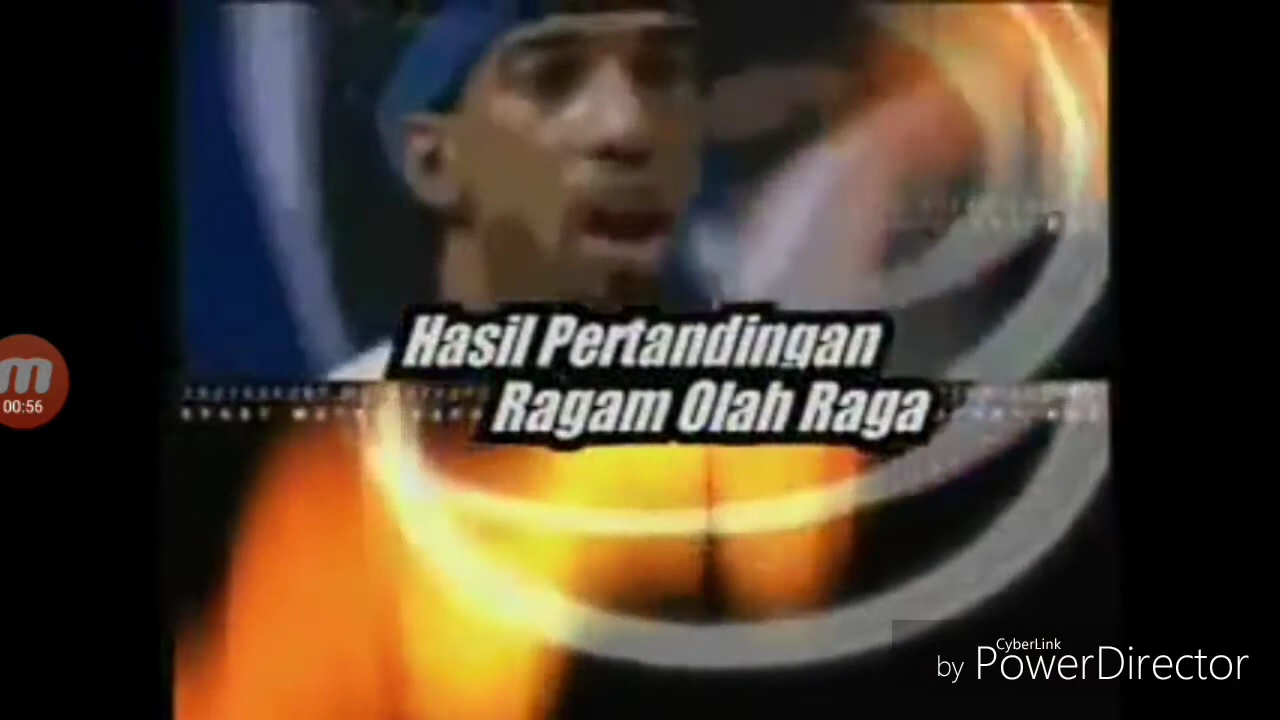 Hasil Pertandingan
Ragam Olah Raga
00:56
CyberLink
by PowerDirector